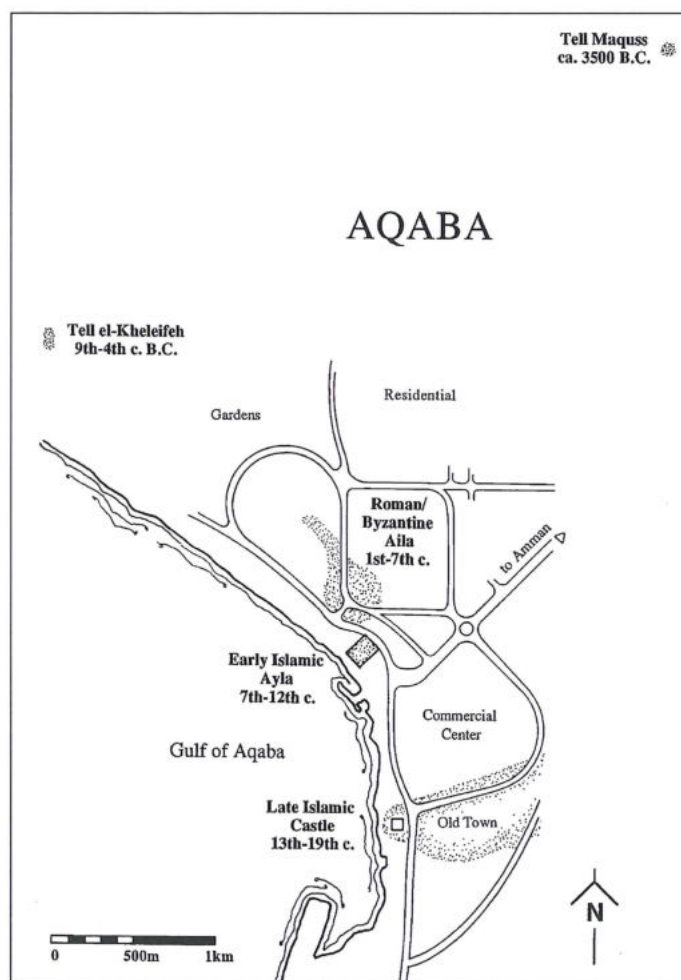 Tell Maquss
ca. 3500 B.C.
AQABA
Tell el-Kheleifeh
9th-4th c. B.C.
Residential
Gardens
Roman/
Byzantine
Aila
1st-7th c.
to Amman
Early Islamic
Ayla
7th-12th c.
Commercial
Center
Gulf of Aqaba
Late Islamic
Castle
13th-19th c.
Old Town
N
0 500m 1km